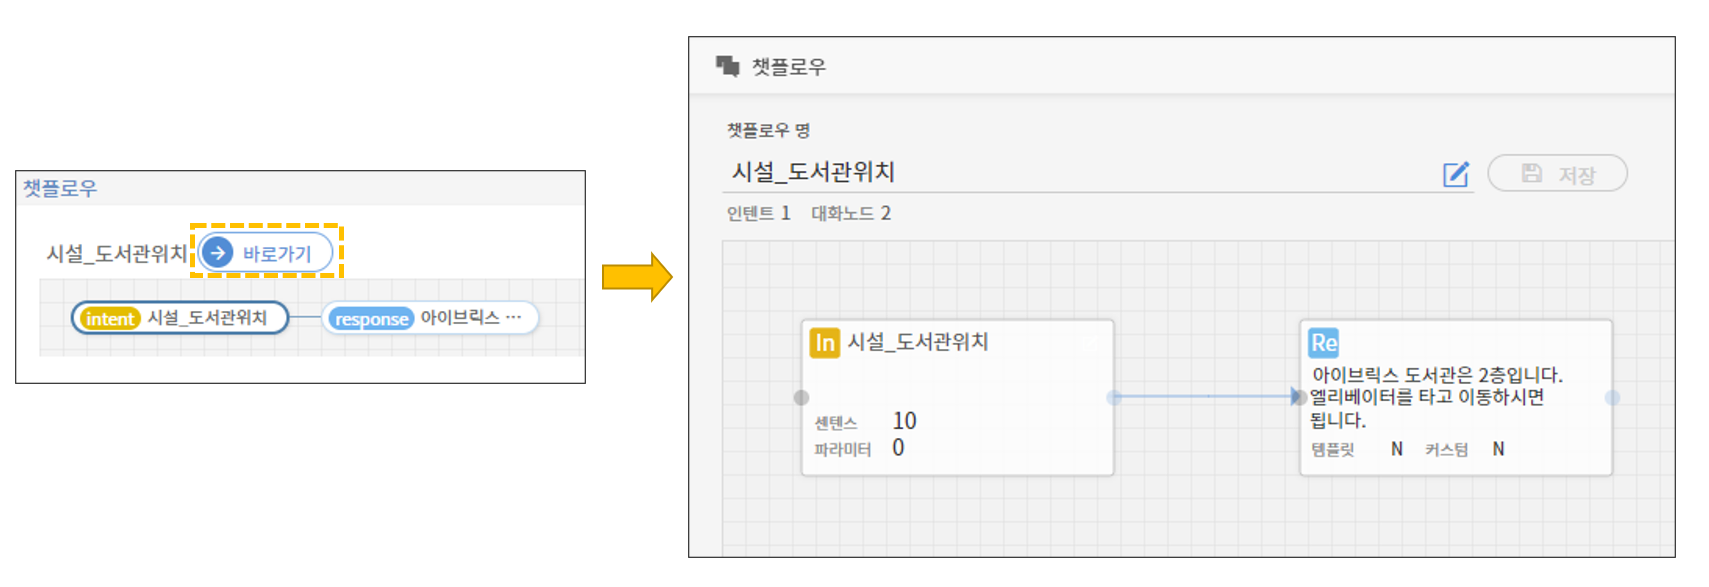 챗플로우
시설_도서관위치 바로가기
intent 시설_도서관위치 response 아이브릭스 ···
챗플로우
챗플로우 명
시설_도서관위치
저장
인텐트 1 대화노드 2
In 시설_도서관위치
센텐스 10
파라미터 0
Re
아이브릭스 도서관은 2층입니다.
엘리베이터를 타고 이동하시면
됩니다.
템플릿 N 커스텀 N